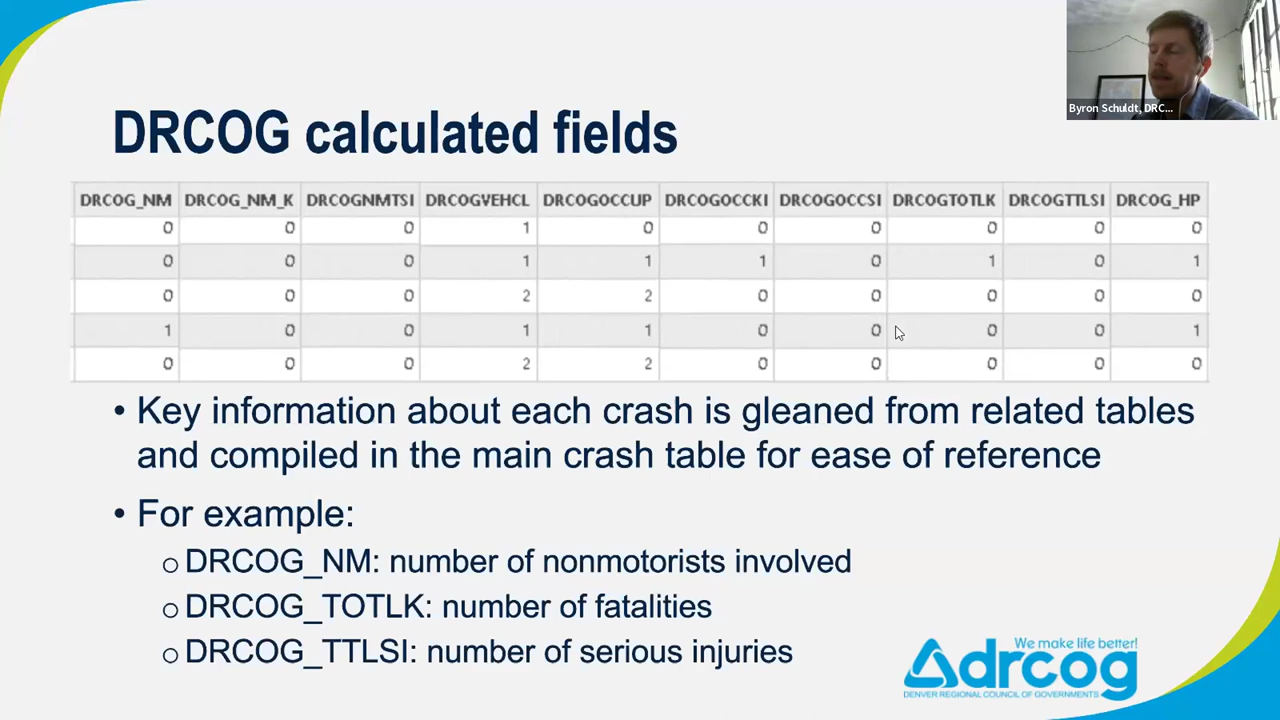 Byron Schuldt, DRC...
DRCOG calculated fields
DRCOG_NM DRCOG_NM_K DRCOGNMTSI DRCOGVEHCL DRCOGOCCUP DRCOGOCCKI DRCOGOCCSI DRCOGTOTLK DRCOGTTLSI DRCOG_HP
0 0 0 1 0 0 0 0 0 0
0 0 0 1 1 1 0 1 0 1
0 0 0 2 2 0 0 0 0 0
1 0 0 1 1 0 0 0 0 1
0 0 0 2 2 0 0 0 0 0
• Key information about each crash is gleaned from related tables
and compiled in the main crash table for ease of reference
• For example:
o DRCOG_NM: number of nonmotorists involved
o DRCOG_TOTLK: number of fatalities
o DRCOG_TTLSI: number of serious injuries
We make life better!
drcog
DENVER REGIONAL COUNCIL OF GOVERNMENTS